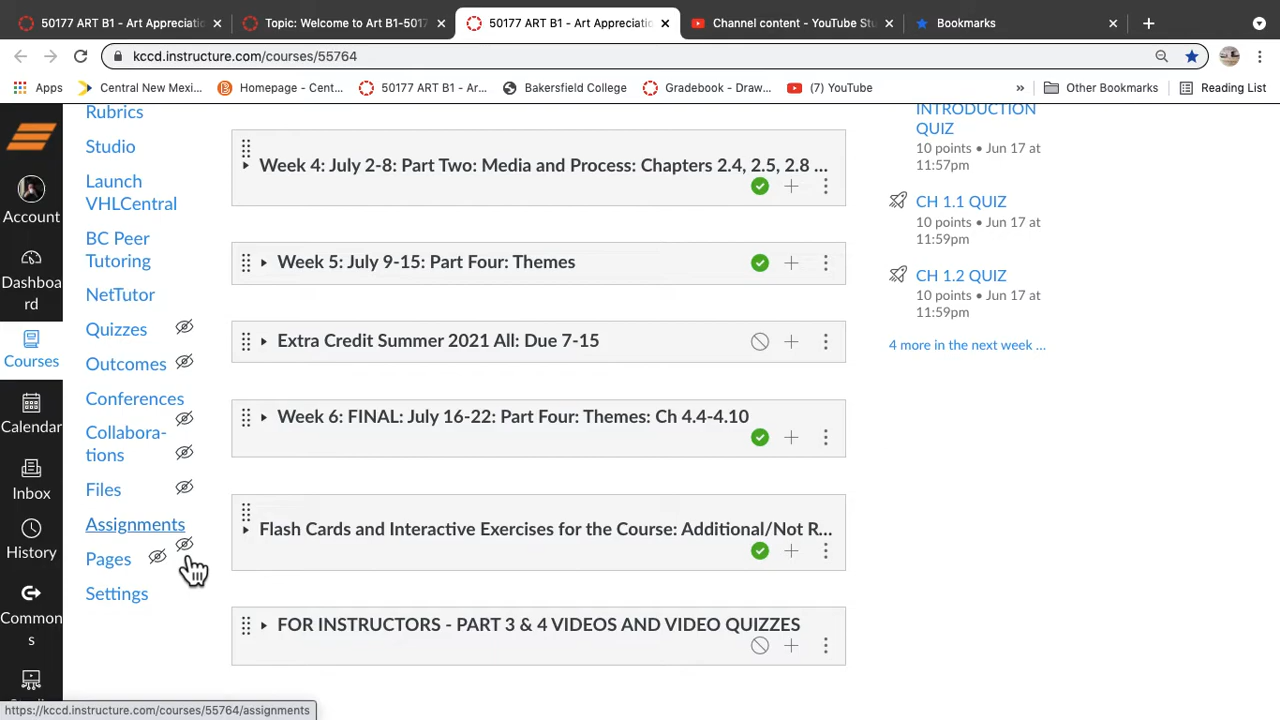 50177 ART B1 - Art Appreciatio
Topic: Welcome to Art B1-5017
50177 ART B1 - Art Appreciatio
Channel content - YouTube Stu
Bookmarks
kccd.instructure.com/courses/55764
Apps
Central New Mexi...
Homepage - Cent...
50177 ART B1 - Ar...
Bakersfield College
Gradebook - Draw...
(7) YouTube
»
Other Bookmarks
Reading List
Account
Dashboa
rd
Courses
Calendar
Inbox
History
Common
s
Rubrics
Studio
Launch
VHLCentral
BC Peer
Tutoring
NetTutor
Quizzes
Outcomes
Conferences
Collabora-
tions
Files
Assignments
Pages
Settings
Week 4: July 2-8: Part Two: Media and Process: Chapters 2.4, 2.5, 2.8 ...
Week 5: July 9-15: Part Four: Themes
Extra Credit Summer 2021 All: Due 7-15
Week 6: FINAL: July 16-22: Part Four: Themes: Ch 4.4-4.10
Flash Cards and Interactive Exercises for the Course: Additional/Not R...
FOR INSTRUCTORS - PART 3 & 4 VIDEOS AND VIDEO QUIZZES
INTRODUCTION
QUIZ
10 points • Jun 17 at
11:57pm
CH 1.1 QUIZ
10 points • Jun 17 at
11:59pm
CH 1.2 QUIZ
10 points • Jun 17 at
11:59pm
4 more in the next week ...
https://kccd.instructure.com/courses/55764/assignments